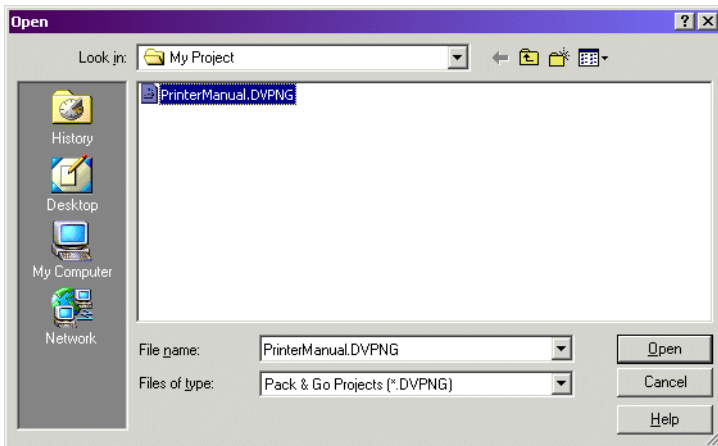 Open
Look in: My Project
PrinterManual.DVPNG
History
Desktop
My Computer
Network
File name: PrinterManual.DVPNG Open
Files of type: Pack & Go Projects (*.DVPNG) Cancel
Help